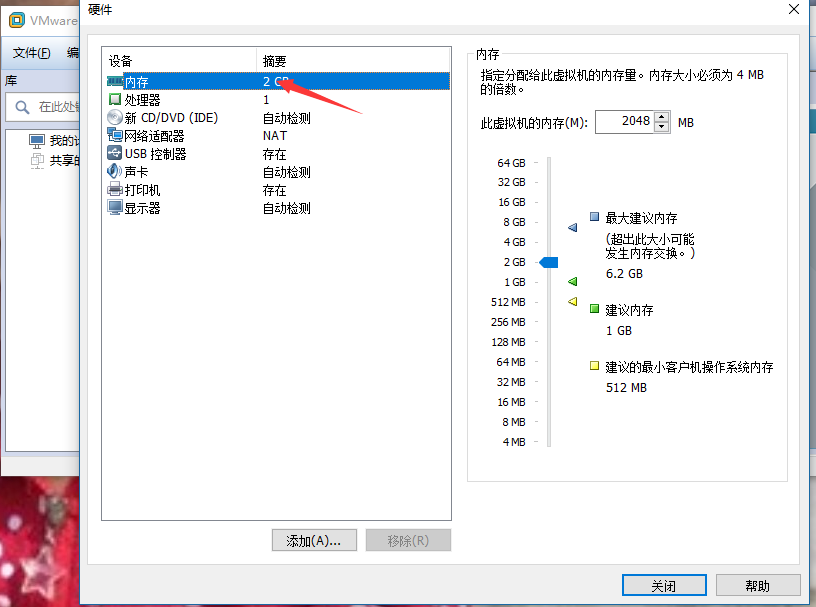 硬件
VMware
文件(F)
编
库
在此处
我的
共享的
设备
摘要
内存
2 GB
处理器
1
新 CD/DVD (IDE)
自动检测
网络适配器
NAT
USB 控制器
存在
声卡
自动检测
打印机
存在
显示器
自动检测
添加(A)...
移除(R)
内存
指定分配给此虚拟机的内存量。内存大小必须为 4 MB
的倍数。
此虚拟机的内存(M):
2048
MB
64 GB
32 GB
16 GB
8 GB
4 GB
2 GB
1 GB
512 MB
256 MB
128 MB
64 MB
32 MB
16 MB
8 MB
4 MB
最大建议内存
(超出此大小可能
发生内存交换。)
6.2 GB
建议内存
1 GB
建议的最小客户机操作系统内存
512 MB
关闭
帮助